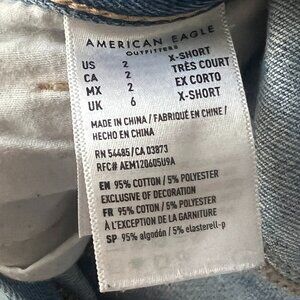 AMERICAN EAGLE
OUTFITTERS
US 2 X-SHORT
CA 2 TRÈS COURT
MX 2 EX CORTO
UK 6 X-SHORT
MADE IN CHINA / FABRIQUÉ EN CHINE /
HECHO EN CHINA
RN 54485/CA 03873
RFC# AEM120605U9A
EN 95% COTTON / 5% POLYESTER
EXCLUSIVE OF DECORATION
FR 95% COTTON / 5% POLYESTER
À L'EXCEPTION DE LA GARNITURE
SP 95% algodón / 5% elasterell-p